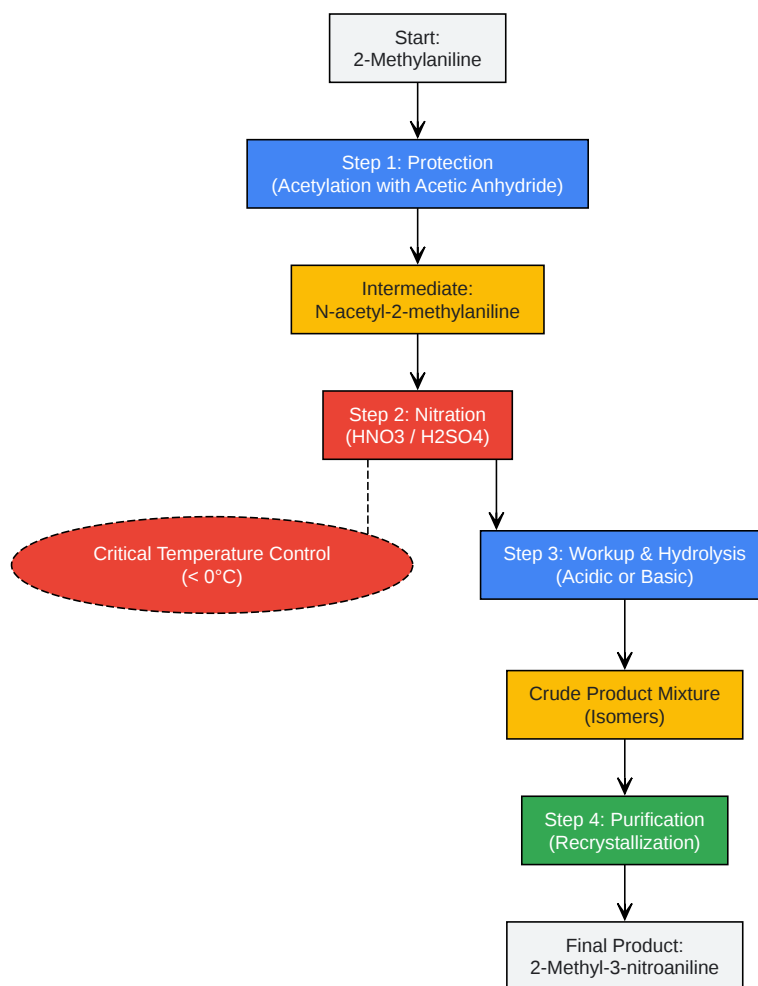 Start:
2-Methylaniline
Step 1: Protection
(Acetylation with Acetic Anhydride)
Intermediate:
N-acetyl-2-methylaniline
Step 2: Nitration
(HNO3 / H2SO4)
Critical Temperature Control
(< 0°C)
Step 3: Workup & Hydrolysis
(Acidic or Basic)
Crude Product Mixture
(Isomers)
Step 4: Purification
(Recrystallization)
Final Product:
2-Methyl-3-nitroaniline